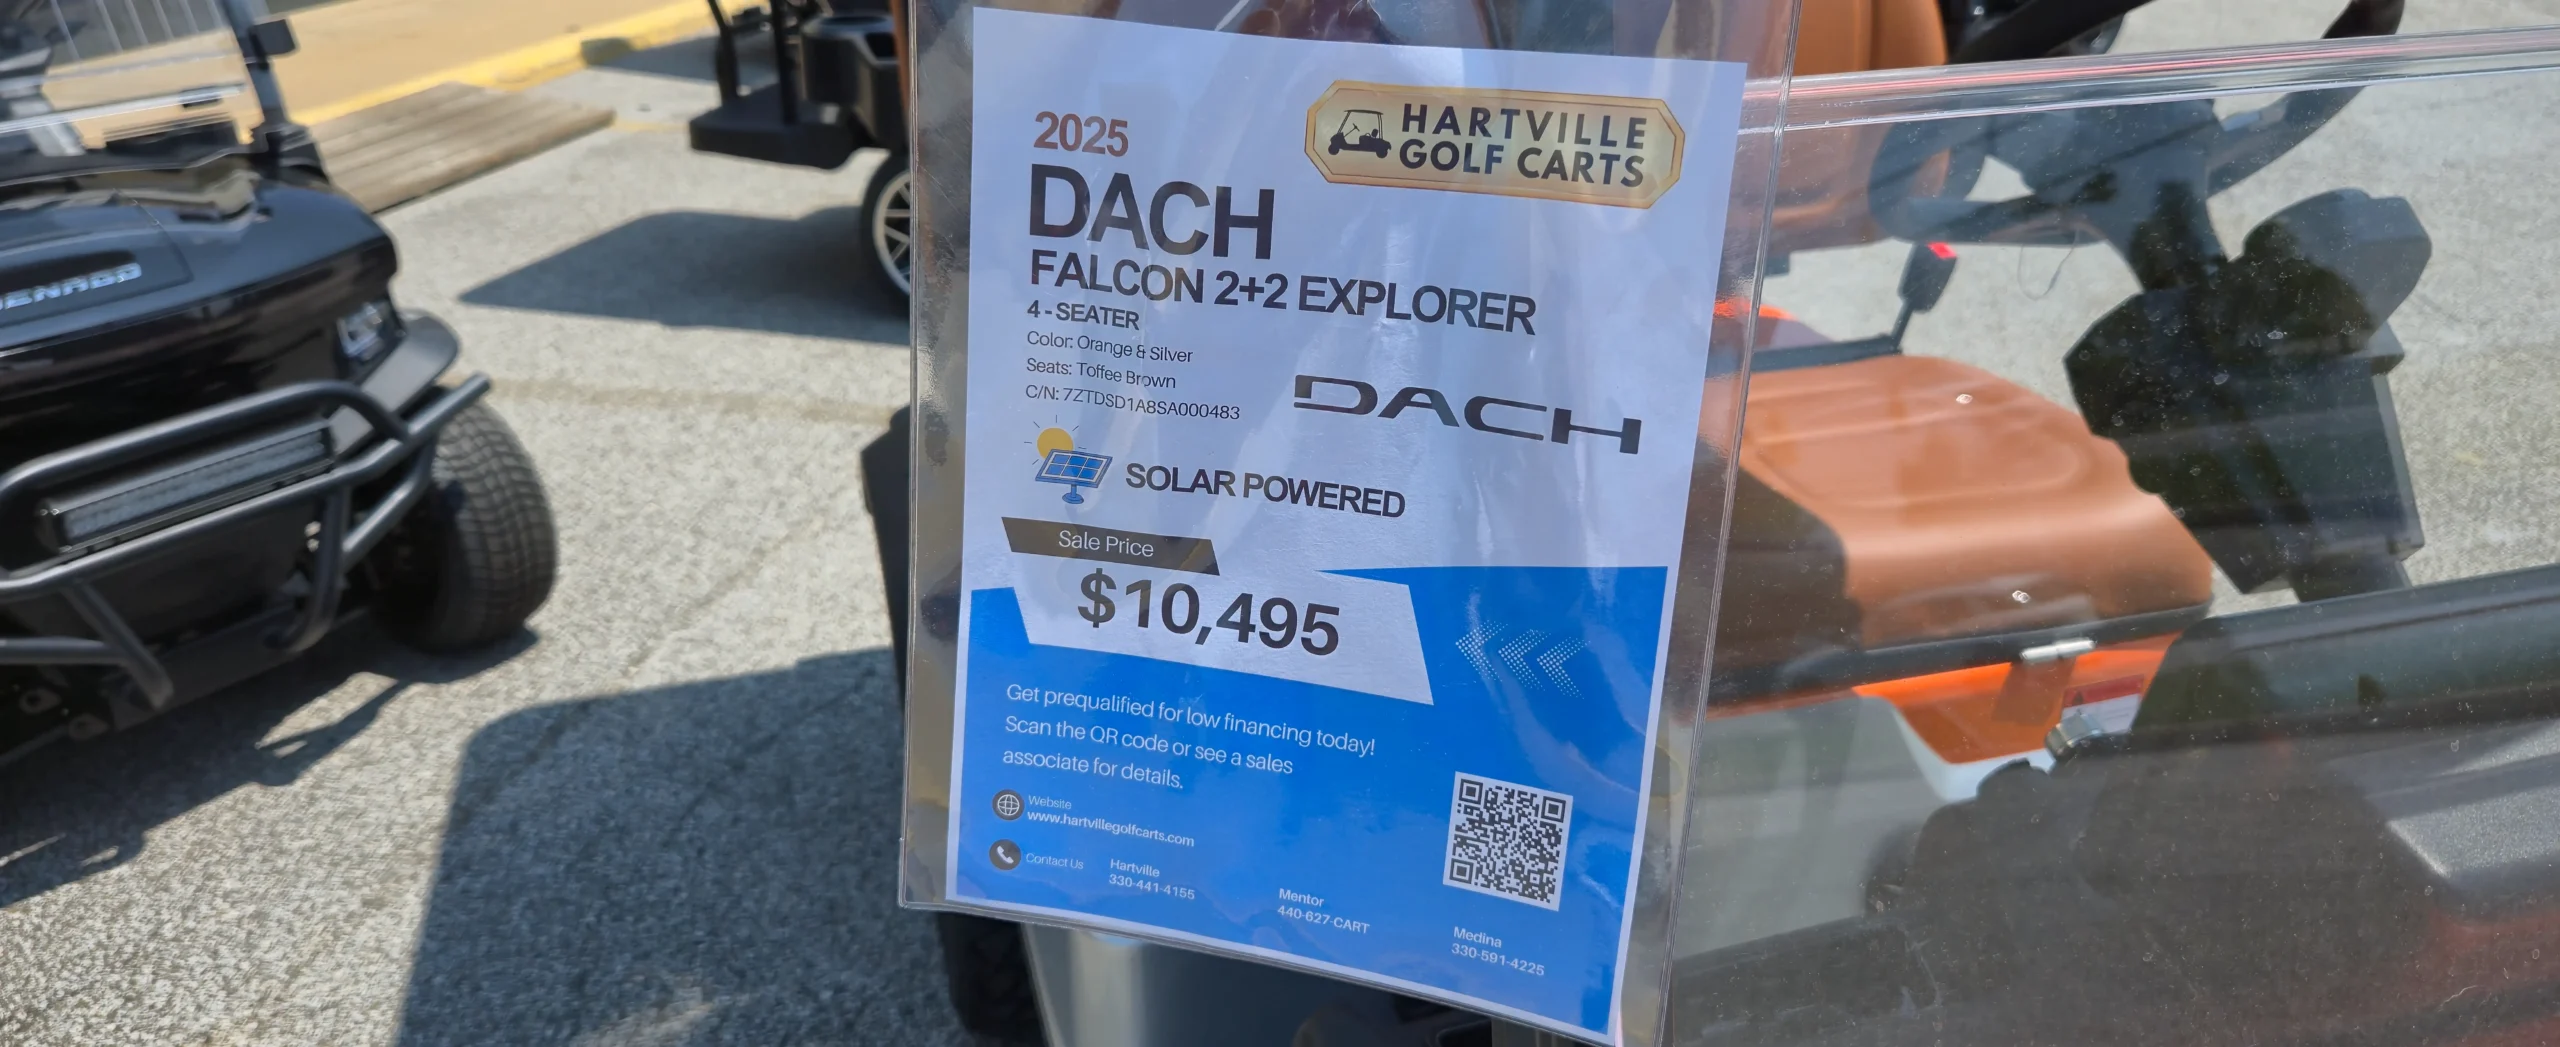 2025
HARTVILLE
GOLF CARTS
DACH
FALCON 2+2 EXPLORER
4 - SEATER
Color: Orange & Silver
Seats: Toffee Brown
C/N: 7ZTDSD1A8SA000483
DACH
SOLAR POWERED
Sale Price
$10,495
Get prequalified for low financing today!
Scan the QR code or see a sales
associate for details.
Website
www.hartvillegolfcarts.com
Contact Us
Hartville
330-441-4155
Mentor
440-627-CART
Medina
330-591-4225